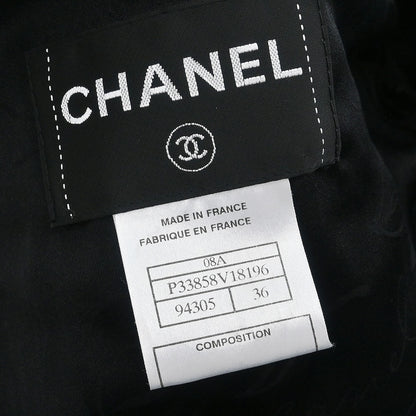 CHANEL
MADE IN FRANCE
FABRIQUE EN FRANCE
08A
P33858V18196
94305 36
COMPOSITION